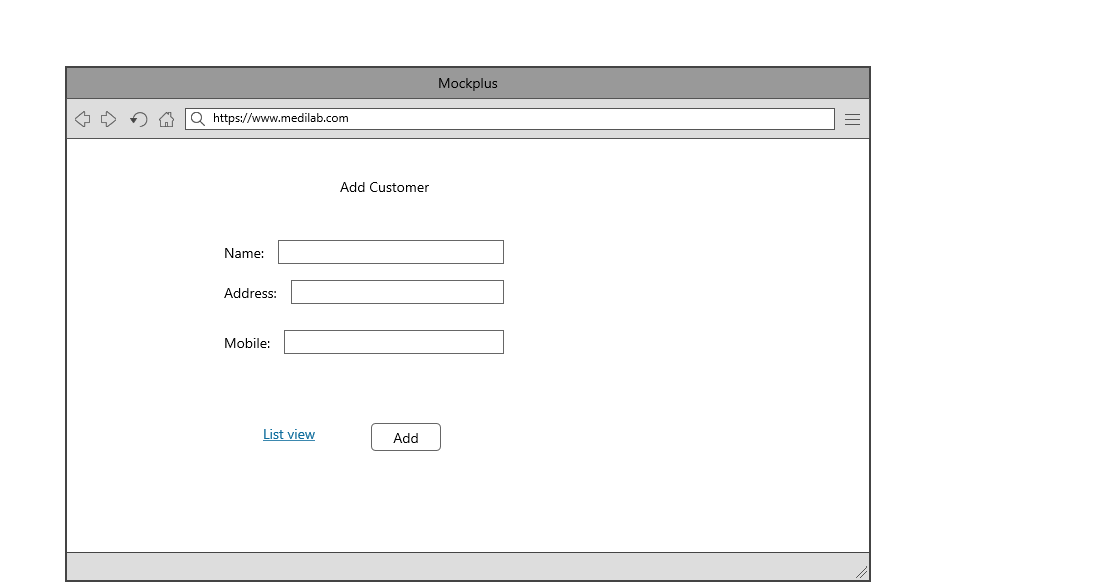 Mockplus
https://www.medilab.com
Add Customer
Name:
Address:
Mobile:
List view Add